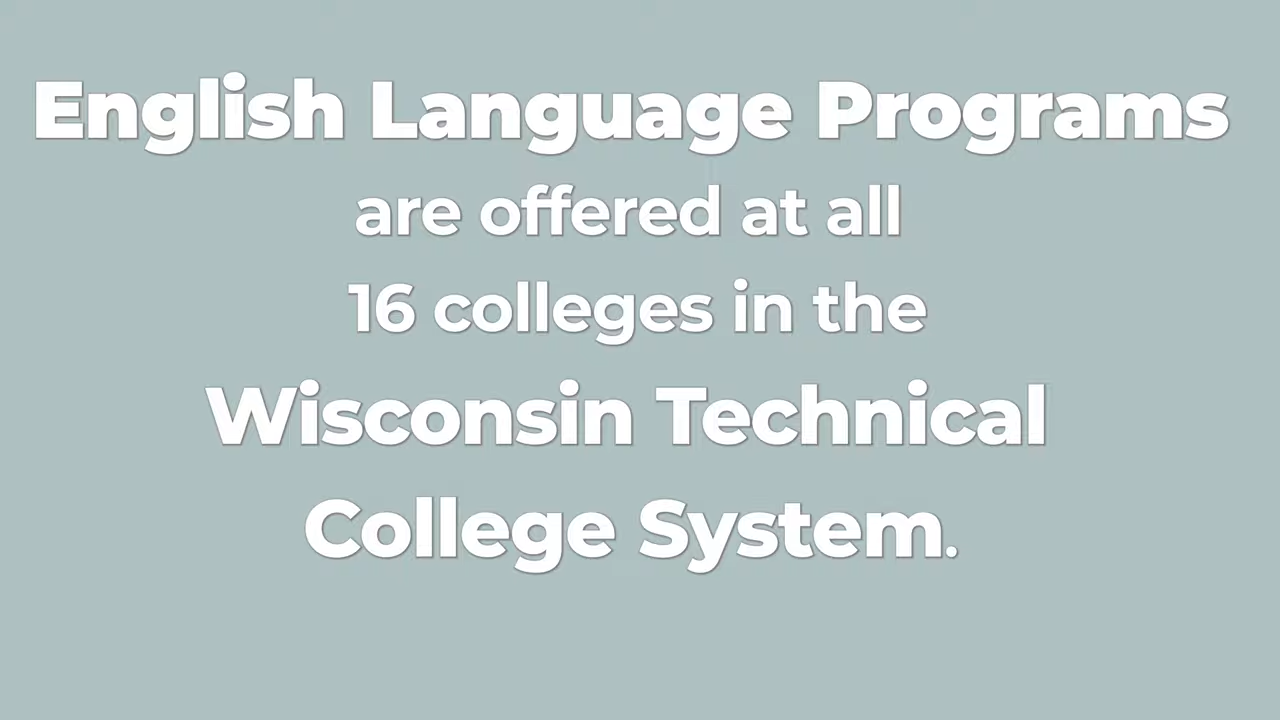 English Language Programs
are offered at all
16 colleges in the
Wisconsin Technical
College System.